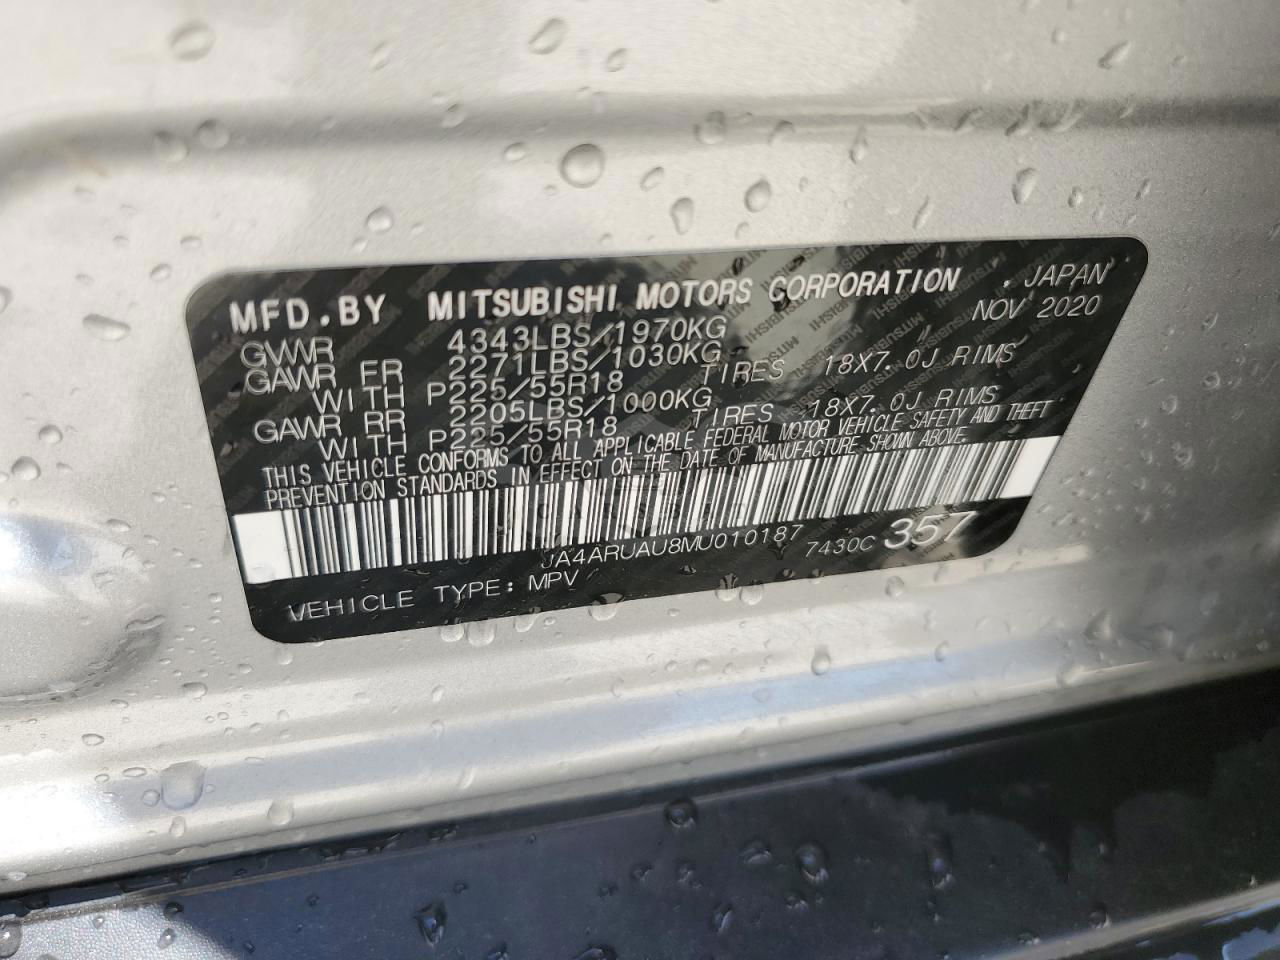 MFD.BY MITSUBISHI MOTORS CORPORATION . JAPAN
NOV 2020
GVWR 4343LBS/1970KG
GAWR FR 2271LBS/1030KG
WITH P225/55R18 TIRES 18X7.0J RIMS
GAWR RR 2205LBS/1000KG
WITH P225/55R18 TIRES 18X7.0J RIMS
THIS VEHICLE CONFORMS TO ALL APPLICABLE FEDERAL MOTOR VEHICLE SAFETY AND THEFT
PREVENTION STANDARDS IN EFFECT ON THE DATE OF MANUFACTURE SHOWN ABOVE.
JA4ARUAU8MU010187
7430C 357
VEHICLE TYPE: MPV